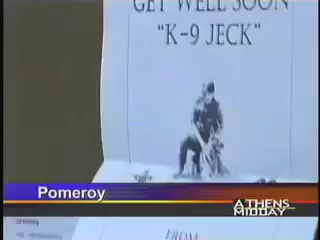 GET WELL SOON
"K-9 JECK"
Pomeroy
ATHENS
MIDDAY
FROM